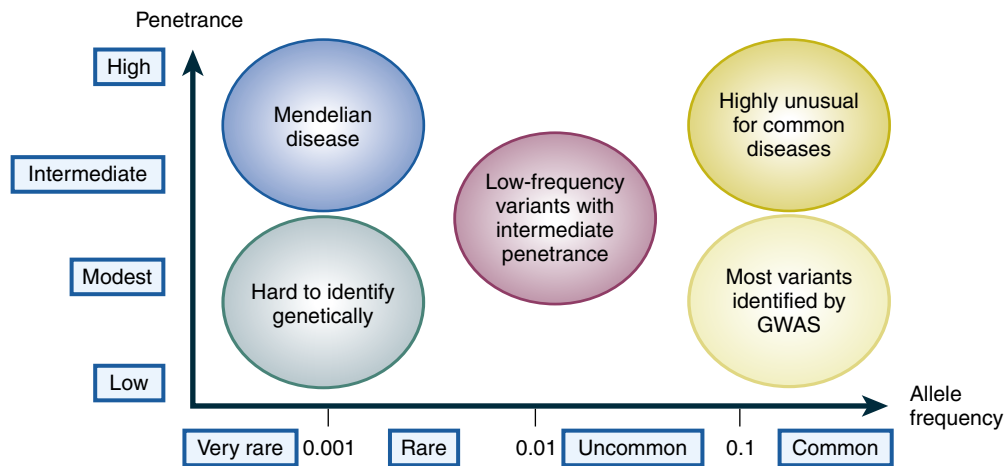 Penetrance
High
Intermediate
Modest
Low
Mendelian
disease
Hard to identify
genetically
Low-frequency
variants with
intermediate
penetrance
Highly unusual
for common
diseases
Most variants
identified by
GWAS
Allele
frequency
Very rare 0.001 Rare 0.01 Uncommon 0.1 Common